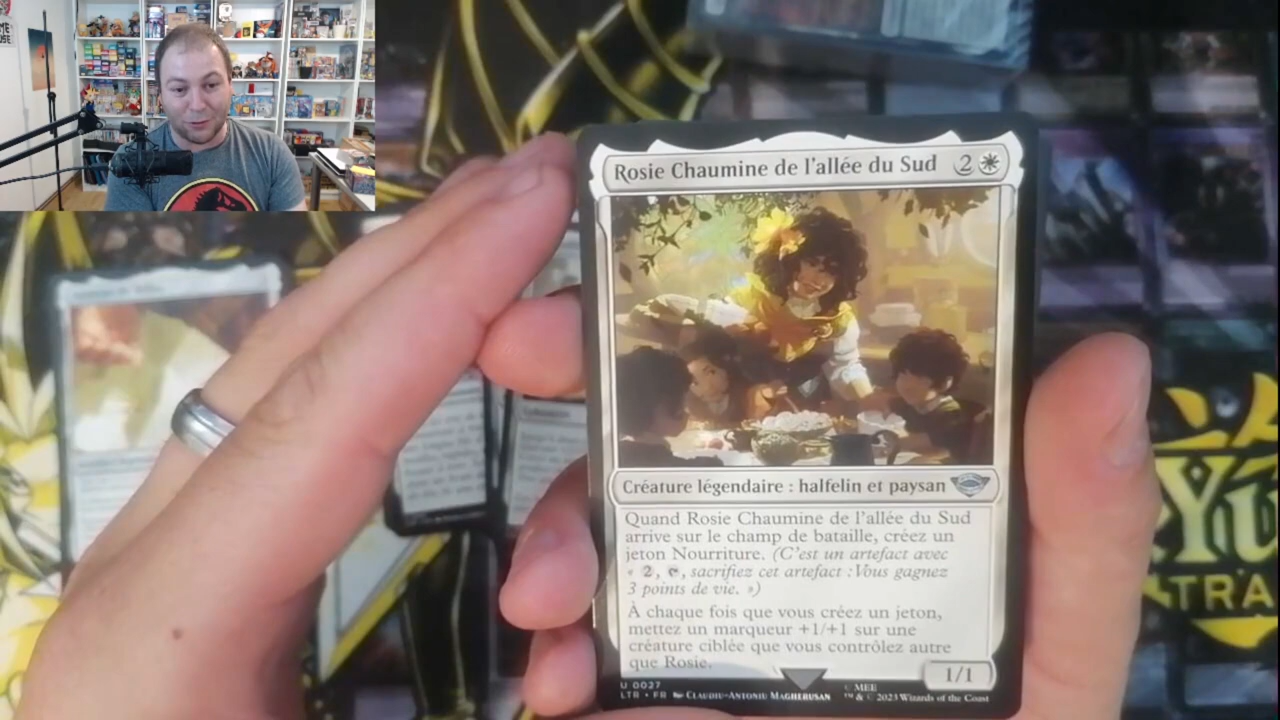 Rosie Chaumine de l'allée du Sud 2
Créature légendaire : halfelin et paysan
Quand Rosie Chaumine de l'allée du Sud
arrive sur le champ de bataille, créez un
jeton Nourriture. (C'est un artefact avec
« 2, , sacrifiez cet artefact : Vous gagnez
3 points de vie. »)
À chaque fois que vous créez un jeton,
mettez un marqueur +1/+1 sur une
créature ciblée que vous contrôlez autre
que Rosie.
1/1
U 0027
LTR • FR Claudiu-Antoniu Magherusan
© MEE
™ & © 2023 Wizards of the Coast
Yu
TRA